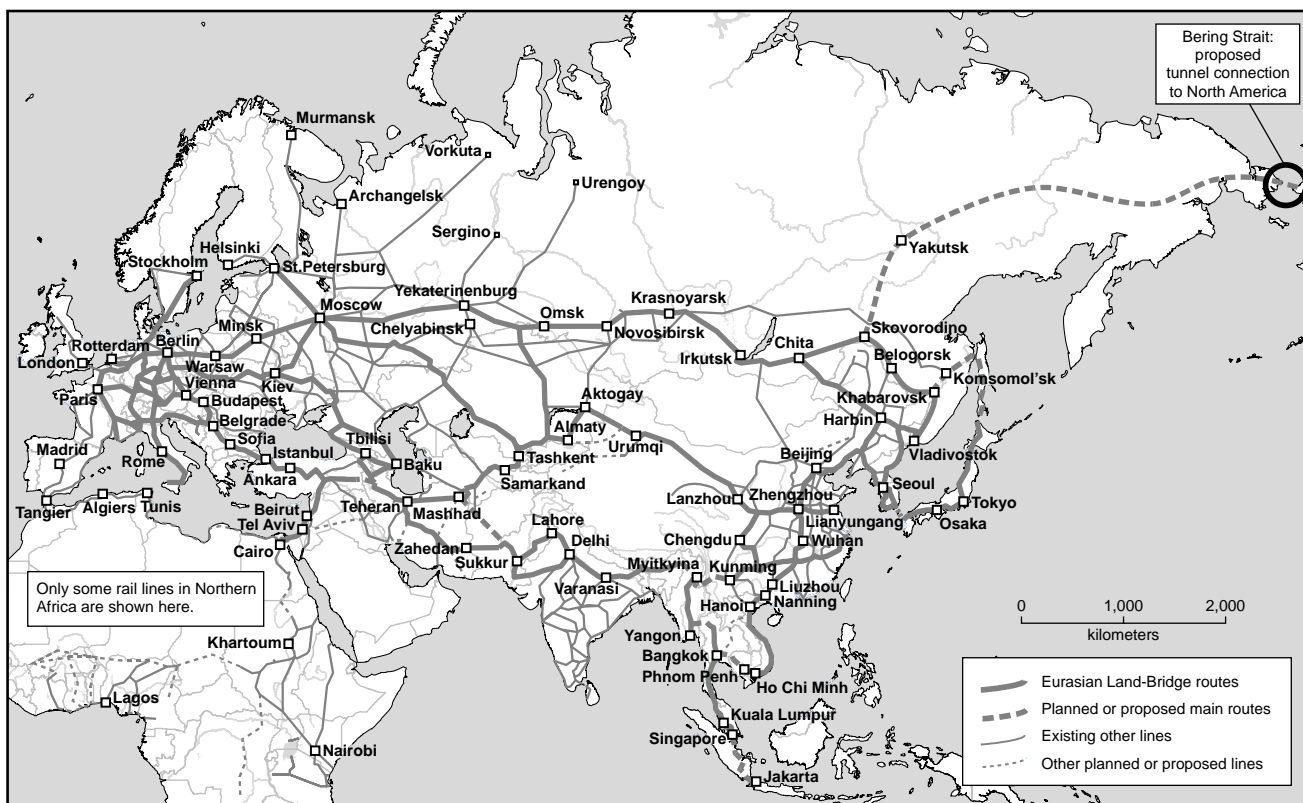 Bering Strait:
proposed
tunnel connection
to North America
Murmansk
Vorkuta
Urengoy
Archangelsk
Sergino
Yakutsk
Helsinki
Stockholm
St.Petersburg
Yekaterinenburg
Moscow
Krasnoyarsk
Omsk
Skovorodino
Chelyabinsk
Novosibirsk
Minsk
Chita
Berlin
Rotterdam
Belogorsk
London
Irkutsk
Warsaw
Vienna
Kiev
Komsomol'sk
Paris
Aktogay
Budapest
Khabarovsk
Harbin
Belgrade
Almaty
Urumqi
Sofia
Tbilisi
Madrid
Istanbul
Beijing
Vladivostok
Rome
Baku
Tashkent
Ankara
Samarkand
Seoul
Lanzhou
Zhengzhou
Tangier
Algiers
Tunis
Beirut
Teheran
Mashhad
Tokyo
Lianyungang
Osaka
Tel Aviv
Lahore
Chengdu
Wuhan
Cairo
Zahedan
Delhi
Sukkur
Myitkyina
Kunming
Varanasi
Liuzhou
Nanning
Hanoi
Only some rail lines in Northern
Africa are shown here.
0 1,000 2,000
kilometers
Khartoum
Yangon
Bangkok
Phnom Penh
Ho Chi Minh
Lagos
Kuala Lumpur
Singapore
Nairobi
Jakarta
Eurasian Land-Bridge routes
Planned or proposed main routes
Existing other lines
Other planned or proposed lines